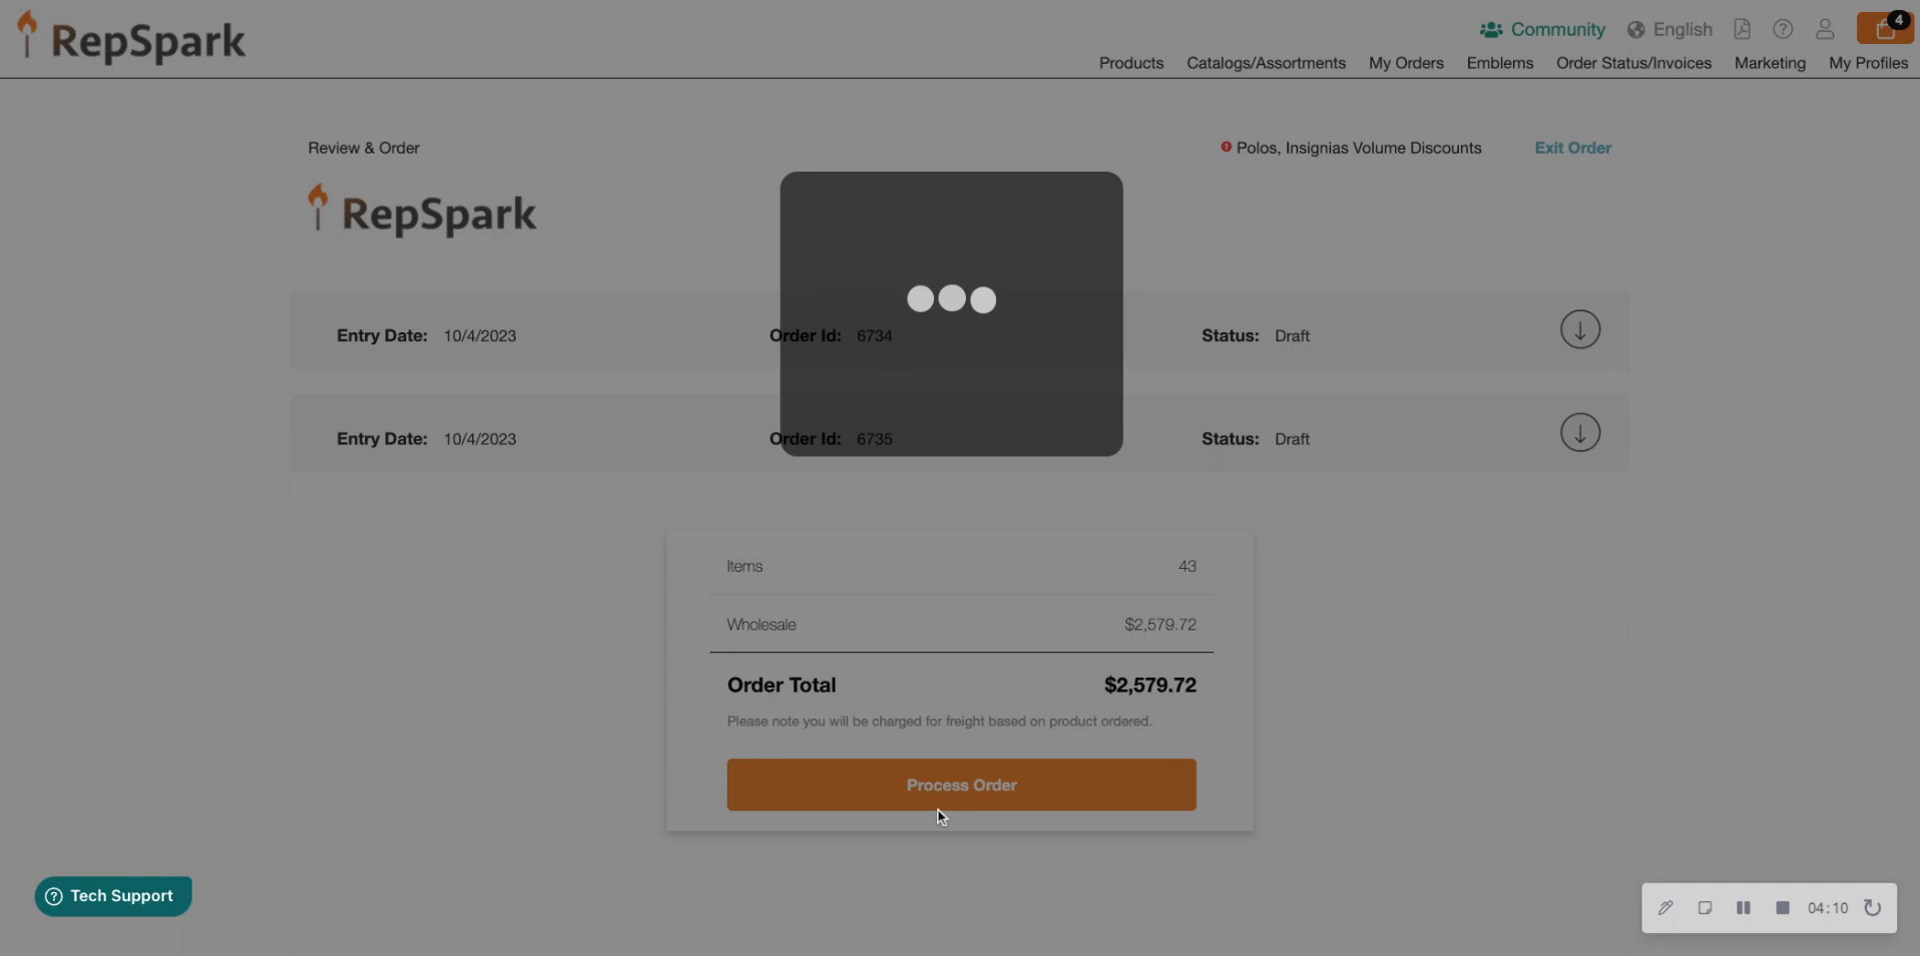 RepSpark
Community English 4
Products Catalogs/Assortments My Orders Emblems Order Status/Invoices Marketing My Profiles
Review & Order Polos, Insignias Volume Discounts Exit Order
RepSpark
Entry Date: 10/4/2023 Order Id: 6734 Status: Draft
Entry Date: 10/4/2023 Order Id: 6735 Status: Draft
Items 43
Wholesale $2,579.72
Order Total $2,579.72
Please note you will be charged for freight based on product ordered.
Process Order
Tech Support
04:10